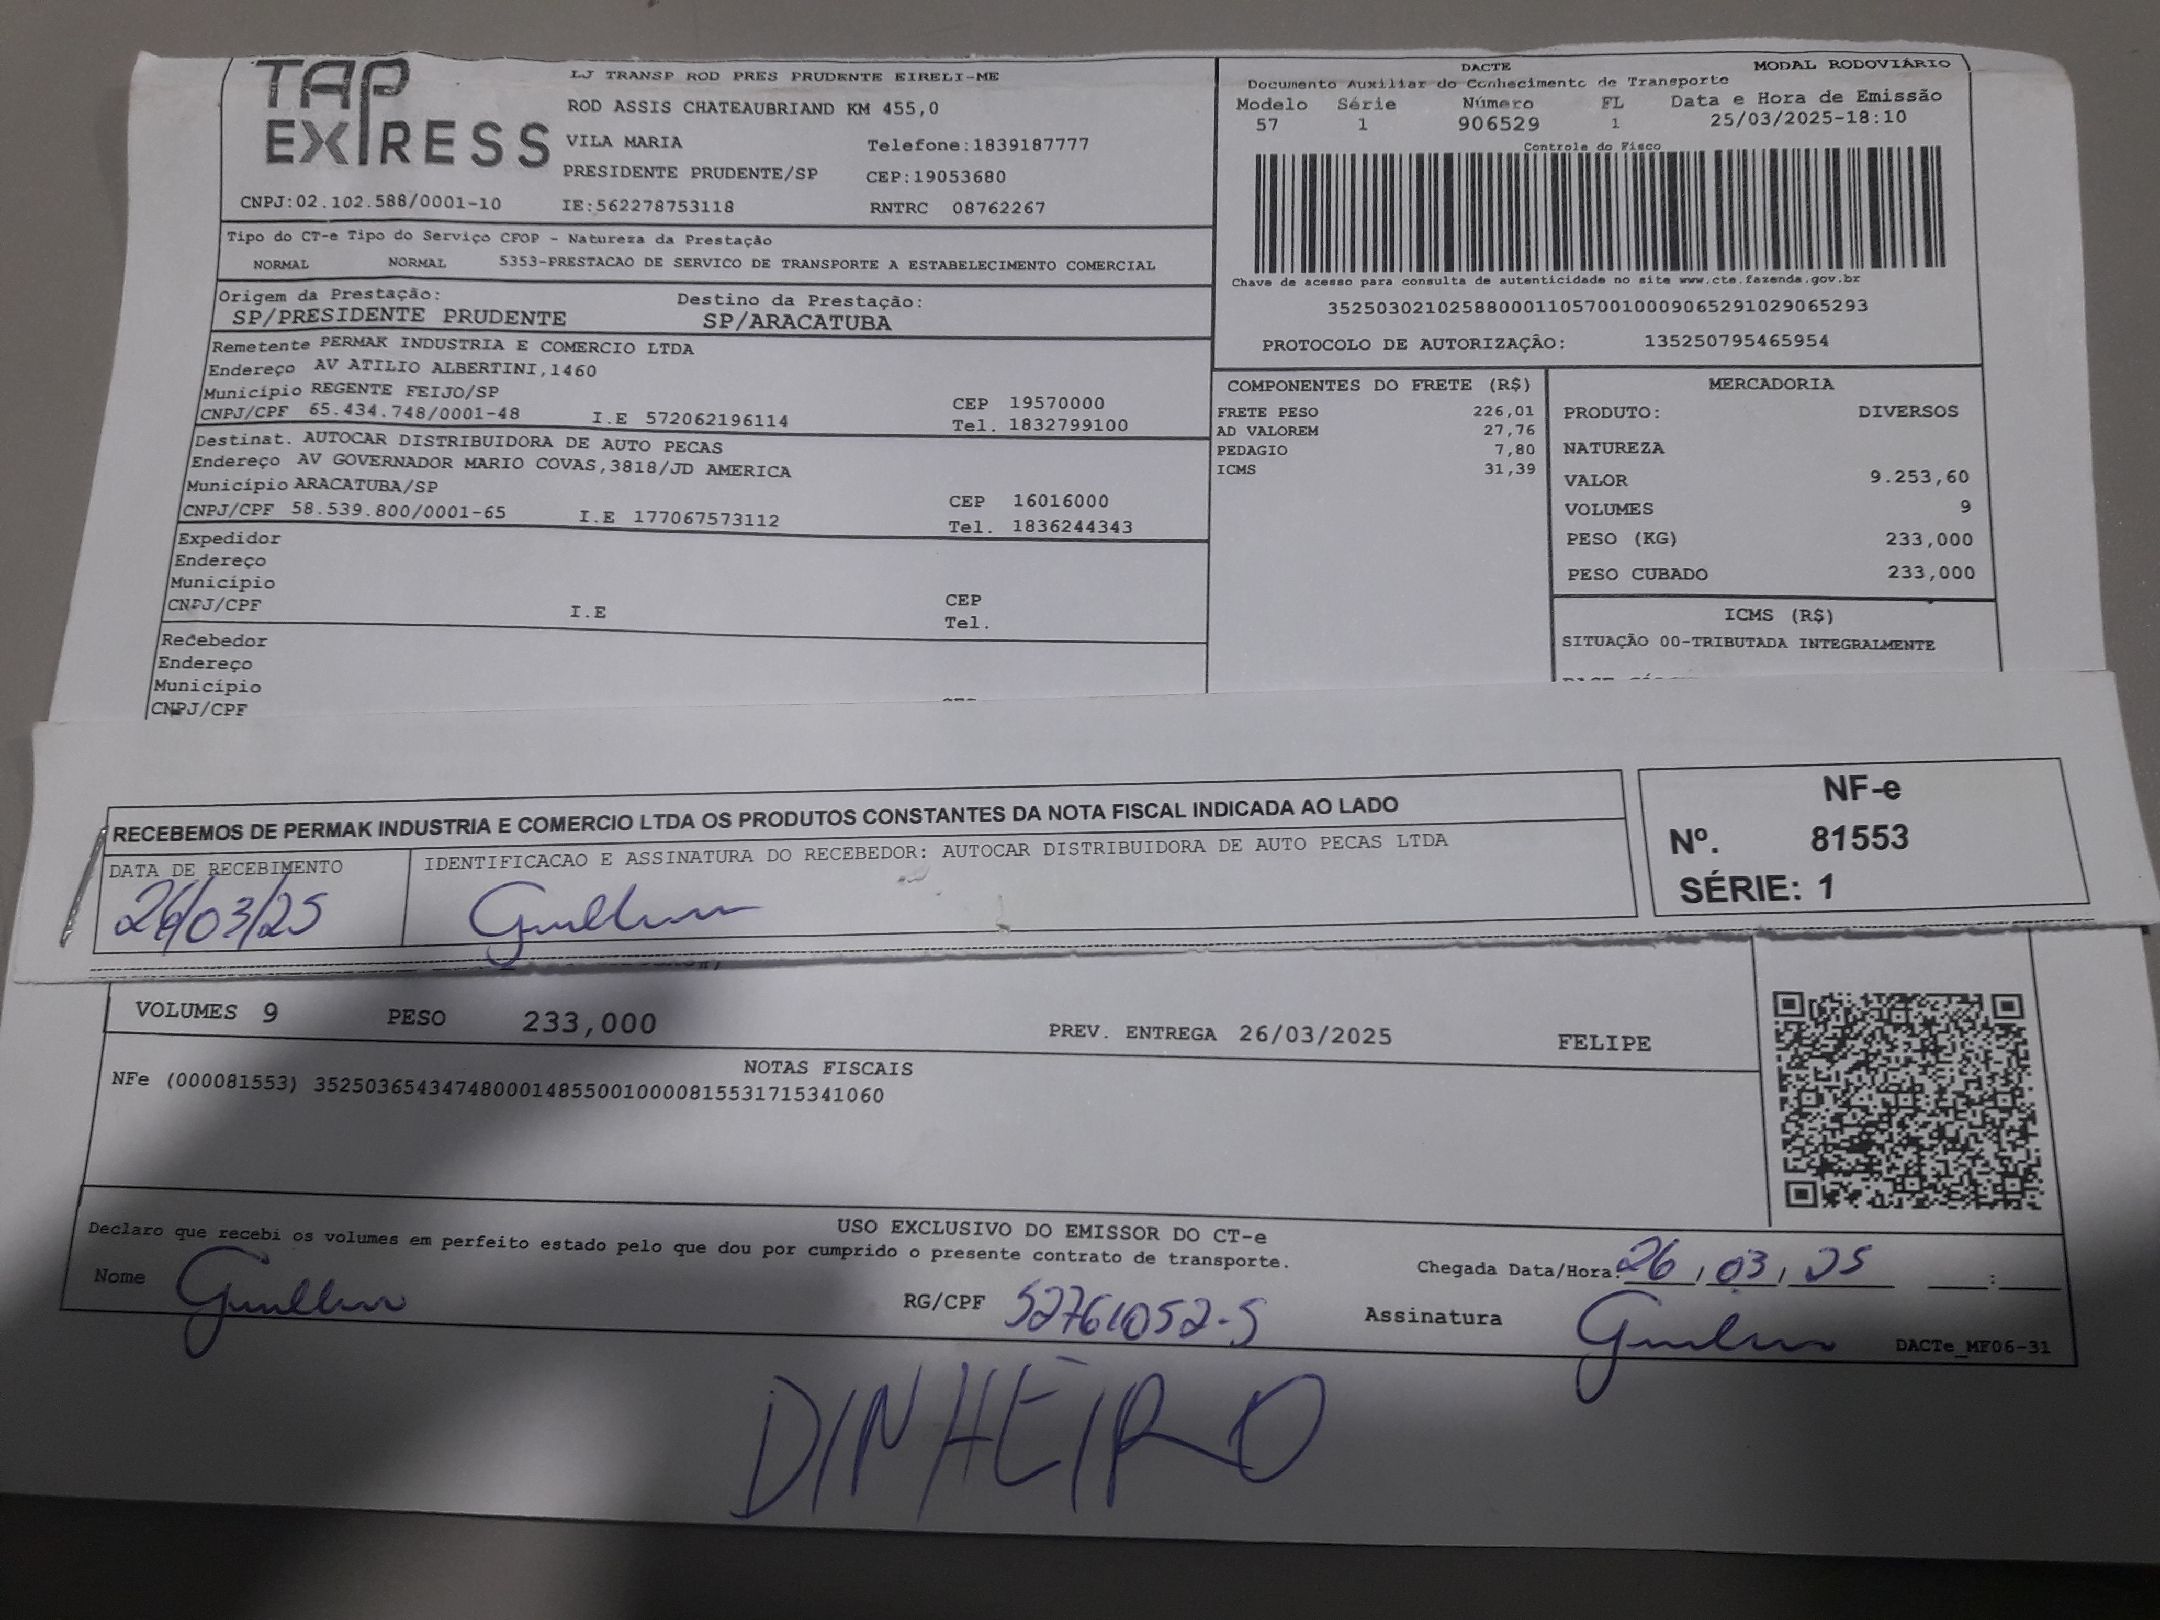 TAP EXPRESS
LJ TRANSP ROD PRES PRUDENTE EIRELI-ME
ROD ASSIS CHATEAUBRIAND KM 455,0
VILA MARIA Telefone:1839187777
PRESIDENTE PRUDENTE/SP CEP:19053680
CNPJ:02.102.588/0001-10 IE:562278753118 RNTRC 08762267
DACTE MODAL RODOVIÁRIO
Documento Auxiliar do Conhecimento de Transporte
Modelo Série Número FL Data e Hora de Emissão
57 1 906529 1 25/03/2025-18:10
Controle do Fisco
Chave de acesso para consulta de autenticidade no site www.cte.fazenda.gov.br
35250302102588000110570010009065291029065293
PROTOCOLO DE AUTORIZAÇÃO: 135250795465954
Tipo do CT-e Tipo do Serviço CFOP - Natureza da Prestação
NORMAL NORMAL 5353-PRESTACAO DE SERVICO DE TRANSPORTE A ESTABELECIMENTO COMERCIAL
Origem da Prestação: Destino da Prestação:
SP/PRESIDENTE PRUDENTE SP/ARACATUBA
Remetente PERMAK INDUSTRIA E COMERCIO LTDA
Endereço AV ATILIO ALBERTINI,1460
Município REGENTE FEIJO/SP CEP 19570000
CNPJ/CPF 65.434.748/0001-48 I.E 572062196114 Tel. 1832799100
Destinat. AUTOCAR DISTRIBUIDORA DE AUTO PECAS
Endereço AV GOVERNADOR MARIO COVAS,3818/JD AMERICA
Município ARACATUBA/SP CEP 16016000
CNPJ/CPF 58.539.800/0001-65 I.E 177067573112 Tel. 1836244343
Expedidor
Endereço
Município CEP
CNPJ/CPF I.E Tel.
Recebedor
Endereço
Município
CNPJ/CPF
COMPONENTES DO FRETE (R$)
FRETE PESO 226,01
AD VALOREM 27,76
PEDAGIO 7,80
ICMS 31,39
MERCADORIA
PRODUTO: DIVERSOS
NATUREZA
VALOR 9.253,60
VOLUMES 9
PESO (KG) 233,000
PESO CUBADO 233,000
ICMS (R$)
SITUAÇÃO 00-TRIBUTADA INTEGRALMENTE
RECEBEMOS DE PERMAK INDUSTRIA E COMERCIO LTDA OS PRODUTOS CONSTANTES DA NOTA FISCAL INDICADA AO LADO
DATA DE RECEBIMENTO IDENTIFICACAO E ASSINATURA DO RECEBEDOR: AUTOCAR DISTRIBUIDORA DE AUTO PECAS LTDA
26/03/25
NF-e
Nº. 81553
SÉRIE: 1
VOLUMES 9 PESO 233,000 PREV. ENTREGA 26/03/2025 FELIPE
NOTAS FISCAIS
NFe (000081553) 35250365434748000148550010000815531715341060
USO EXCLUSIVO DO EMISSOR DO CT-e
Declaro que recebi os volumes em perfeito estado pelo que dou por cumprido o presente contrato de transporte.
Chegada Data/Hora: 26/03/25 :
Nome RG/CPF 52761052-5 Assinatura
DACTe_MF06-31
DINHEIRO